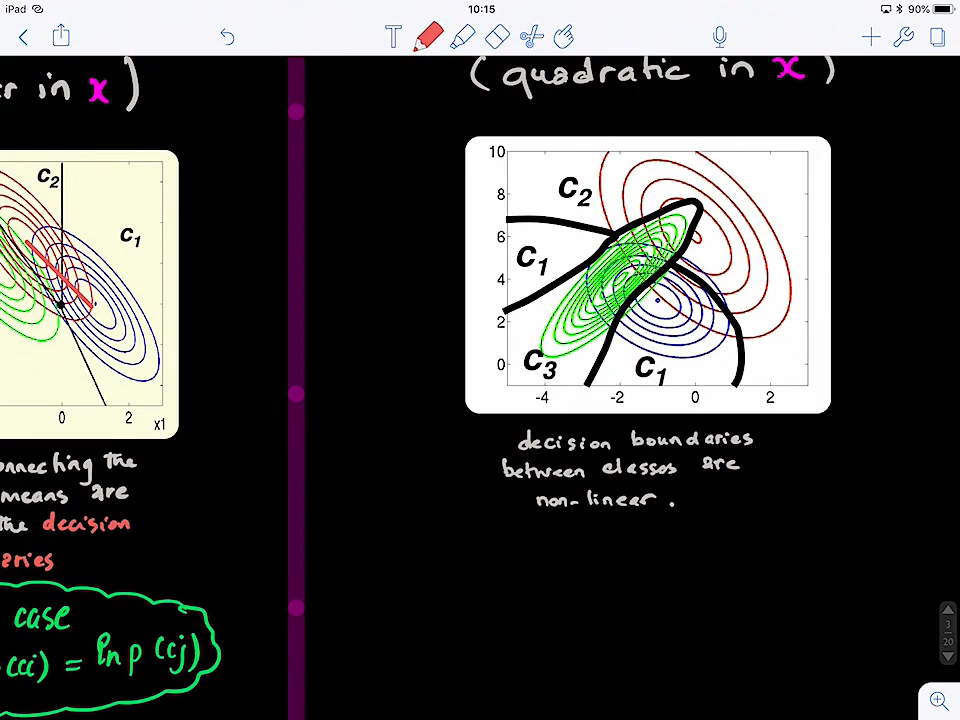 iPad
10:15
90%
T
r in x )
( quadratic in x )
C2
C1
0
2
x1
10
8
6
4
2
0
-4
-2
0
2
C2
C1
C3
C1
decision boundaries
between classes are
non-linear .
nnecting the
means are
the decision
aries
case
(ci) = ln p (cj)
3
20